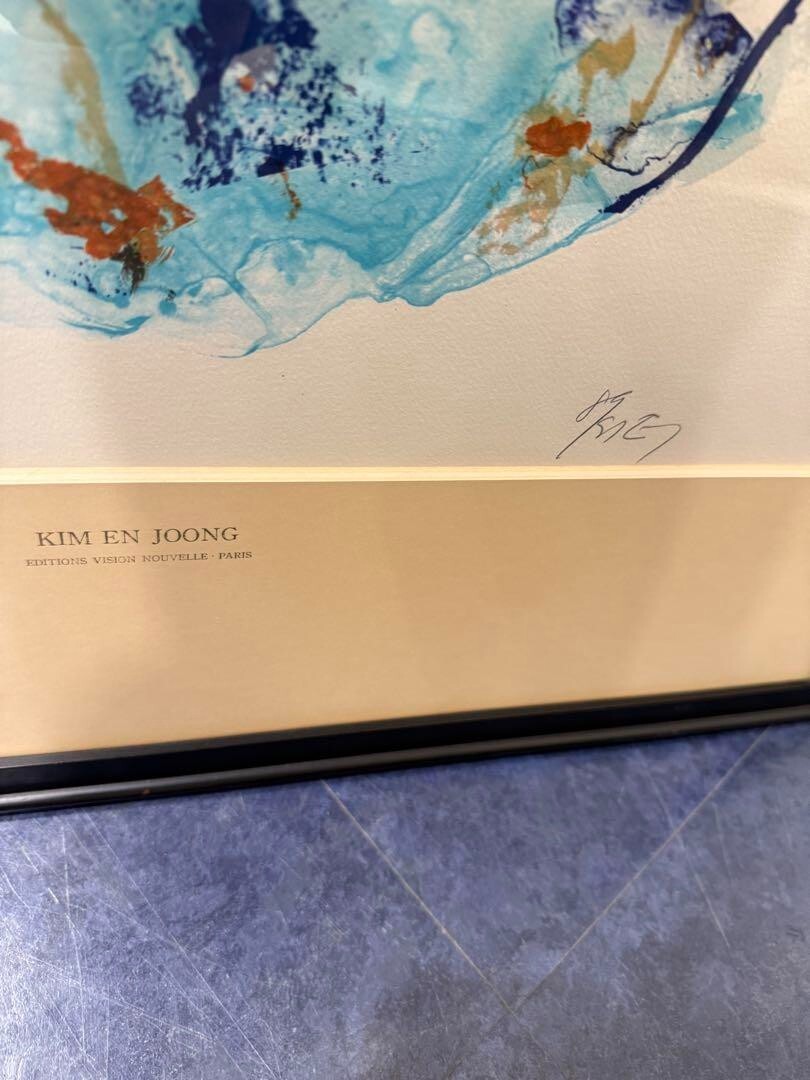 KIM EN JOONG
EDITIONS VISION NOUVELLE · PARIS